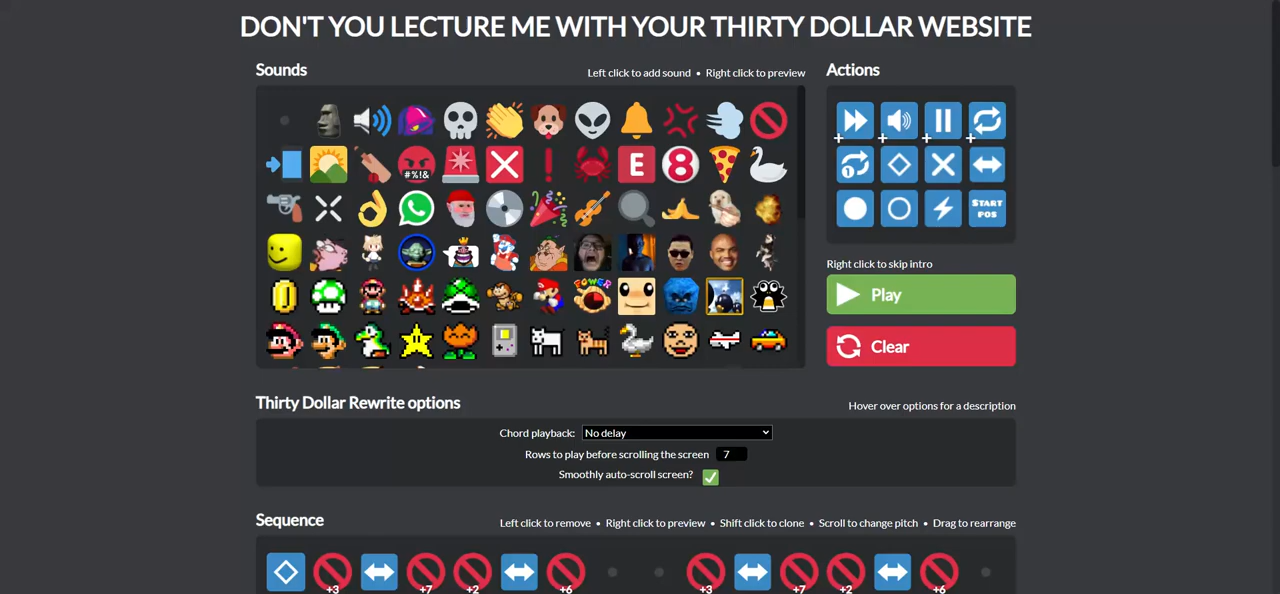 DON'T YOU LECTURE ME WITH YOUR THIRTY DOLLAR WEBSITE
Sounds
Left click to add sound • Right click to preview
Actions
#%!&
E
8
1
START POS
POWER
Right click to skip intro
Play
Clear
Thirty Dollar Rewrite options
Hover over options for a description
Chord playback: No delay
Rows to play before scrolling the screen 7
Smoothly auto-scroll screen?
Sequence
Left click to remove • Right click to preview • Shift click to clone • Scroll to change pitch • Drag to rearrange
+3 +7 +2 +6 +3 +7 +2 +6